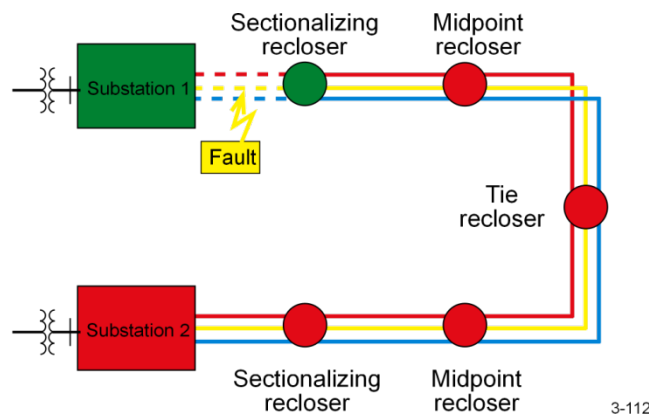 Sectionalizing
recloser
Midpoint
recloser
Substation 1
Fault
Tie
recloser
Substation 2
Sectionalizing
recloser
Midpoint
recloser
3-112